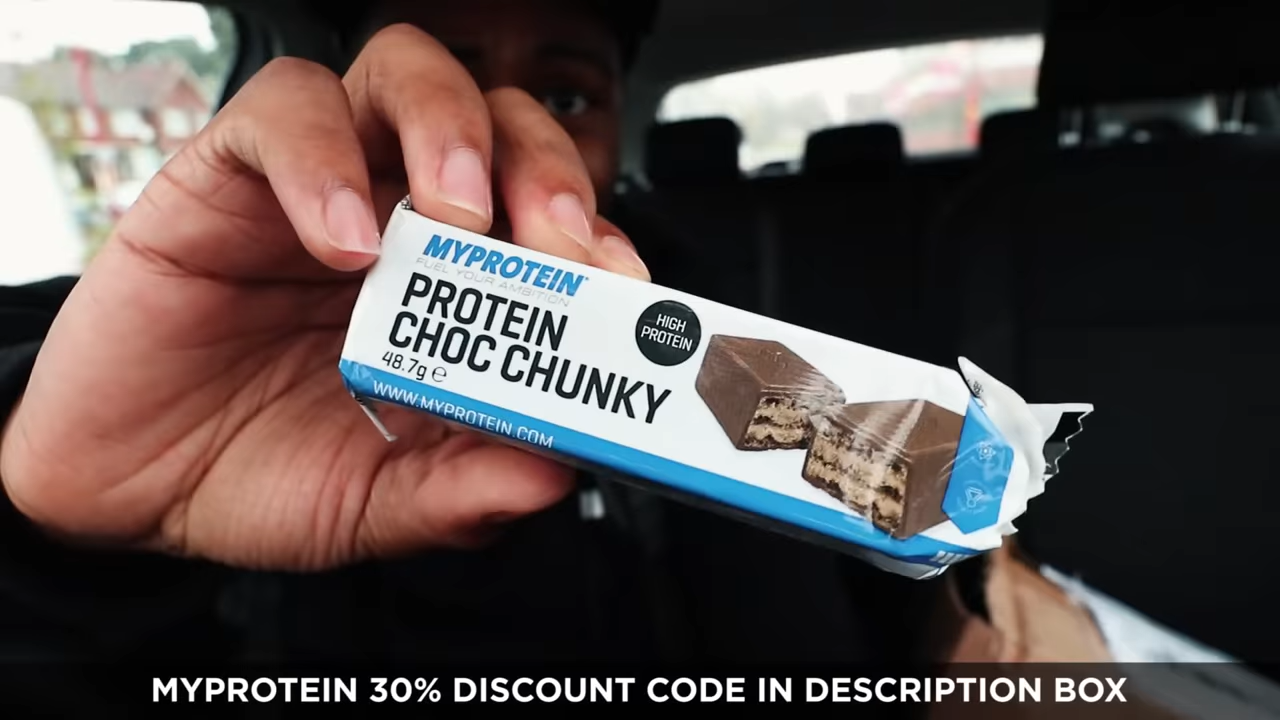 MYPROTEIN
FUEL YOUR AMBITION
PROTEIN
CHOC CHUNKY
48.7g ℮
HIGH
PROTEIN
WWW.MYPROTEIN.COM
MYPROTEIN 30% DISCOUNT CODE IN DESCRIPTION BOX